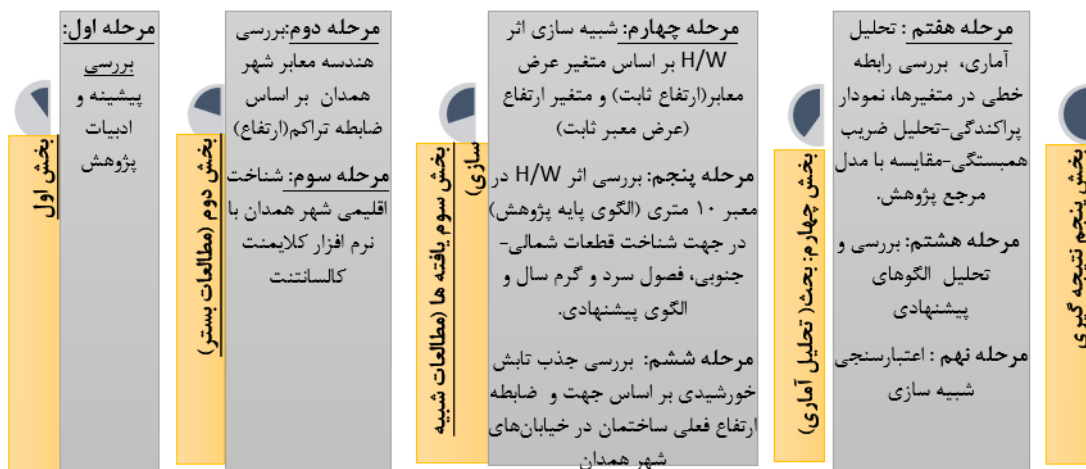 بخش اول
مرحله اول:
بررسی
پیشینه و
ادبیات
پژوهش
بخش دوم (مطالعات بستر)
مرحله دوم:بررسی
هندسه معابر شهر
همدان بر اساس
ضابطه تراکم(ارتفاع)
مرحله سوم: شناخت
اقلیمی شهر همدان با
نرم افزار کلایمنت
کالسانتنت
بخش سوم یافته ها (مطالعات شبیه
سازی)
مرحله چهارم: شبیه سازی اثر
H/W بر اساس متغیر عرض
معابر(ارتفاع ثابت) و متغیر ارتفاع
(عرض معبر ثابت)
مرحله پنجم: بررسی اثر H/W در
معبر ۱۰ متری (الگوی پایه پژوهش)
در جهت شناخت قطعات شمالی-
جنوبی، فصول سرد و گرم سال و
الگوی پیشنهادی.
مرحله ششم: بررسی جذب تابش
خورشیدی بر اساس جهت و ضابطه
ارتفاع فعلی ساختمان در خیابان‌های
شهر همدان
بخش چهارم: بحث( تحلیل آماری)
مرحله هفتم : تحلیل
آماری، بررسی رابطه
خطی در متغیرها، نمودار
پراکندگی-تحلیل ضریب
همبستگی-مقایسه با مدل
مرجع پژوهش.
مرحله هشتم: بررسی و
تحلیل الگوهای
پیشنهادی
مرحله نهم : اعتبارسنجی
شبیه سازی
بخش پنجم نتیجه گیری